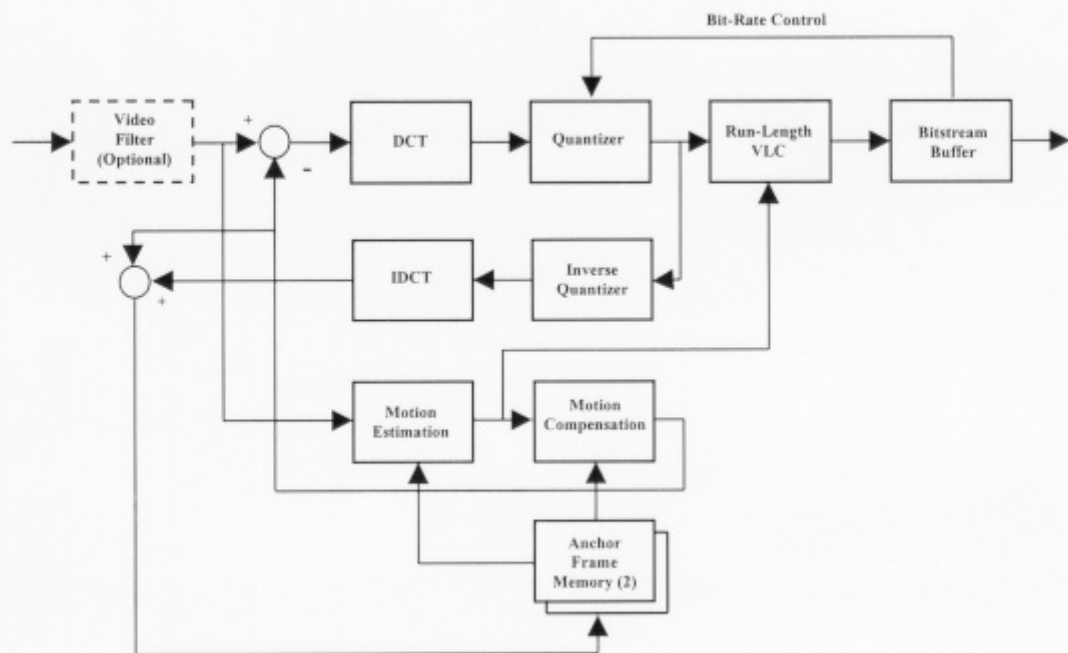 Bit-Rate Control
Video
Filter
(Optional)
+
-
DCT
Quantizer
Run-Length
VLC
Bitstream
Buffer
+
+
IDCT
Inverse
Quantizer
Motion
Estimation
Motion
Compensation
Anchor
Frame
Memory (2)